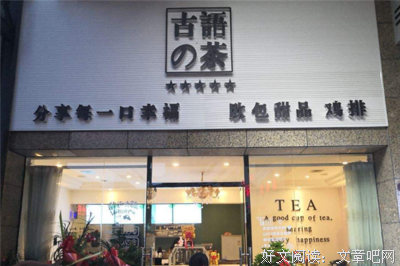 古語
の茶
★★★★★
分享每一口幸福
欧包甜品 鸡排
TEA
A good cup of tea,
happiness
好文阅读:文章吧网